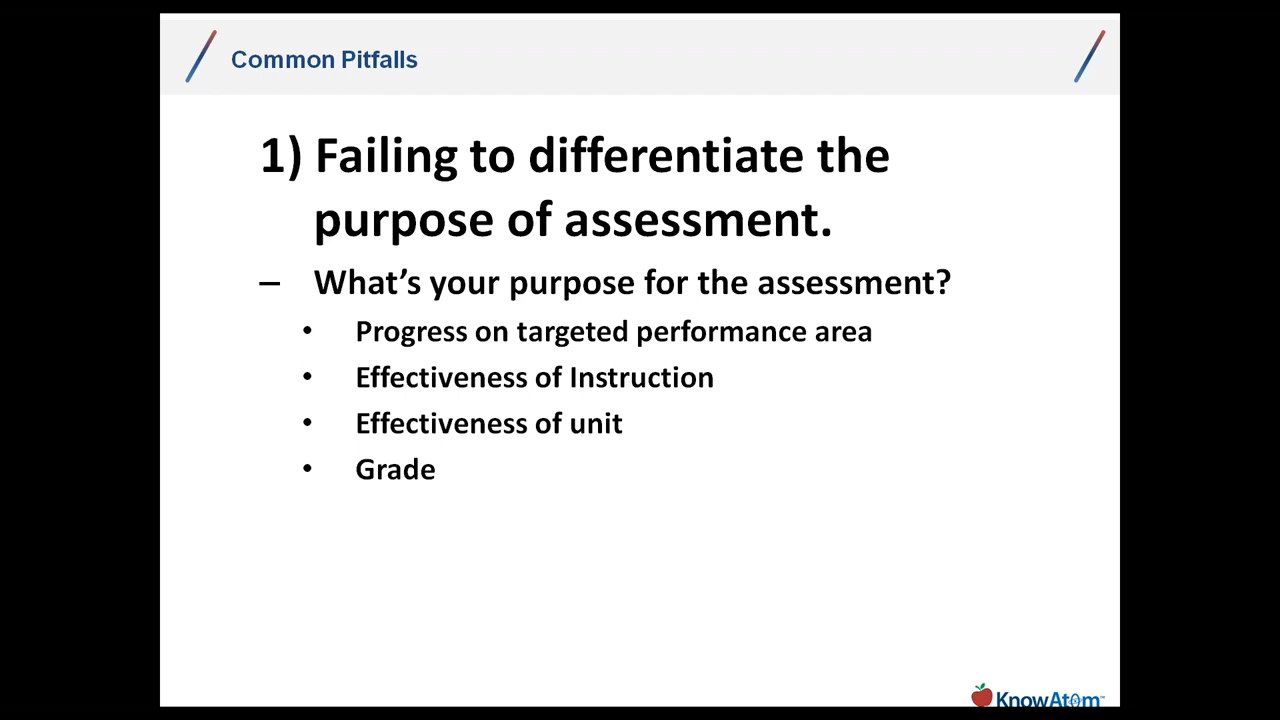 Common Pitfalls
1) Failing to differentiate the
purpose of assessment.
– What's your purpose for the assessment?
• Progress on targeted performance area
• Effectiveness of Instruction
• Effectiveness of unit
• Grade
KnowAtom™